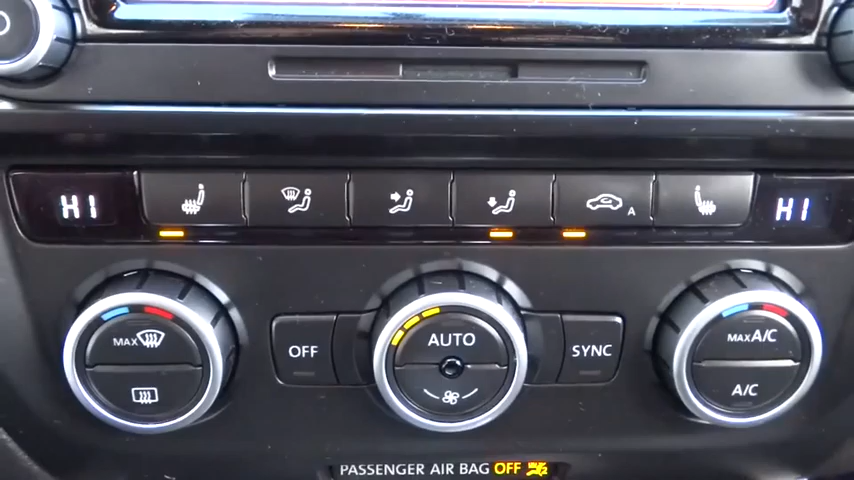 HI
A
HI
MAX
OFF
AUTO
SYNC
MAX A/C
A/C
PASSENGER AIR BAG OFF